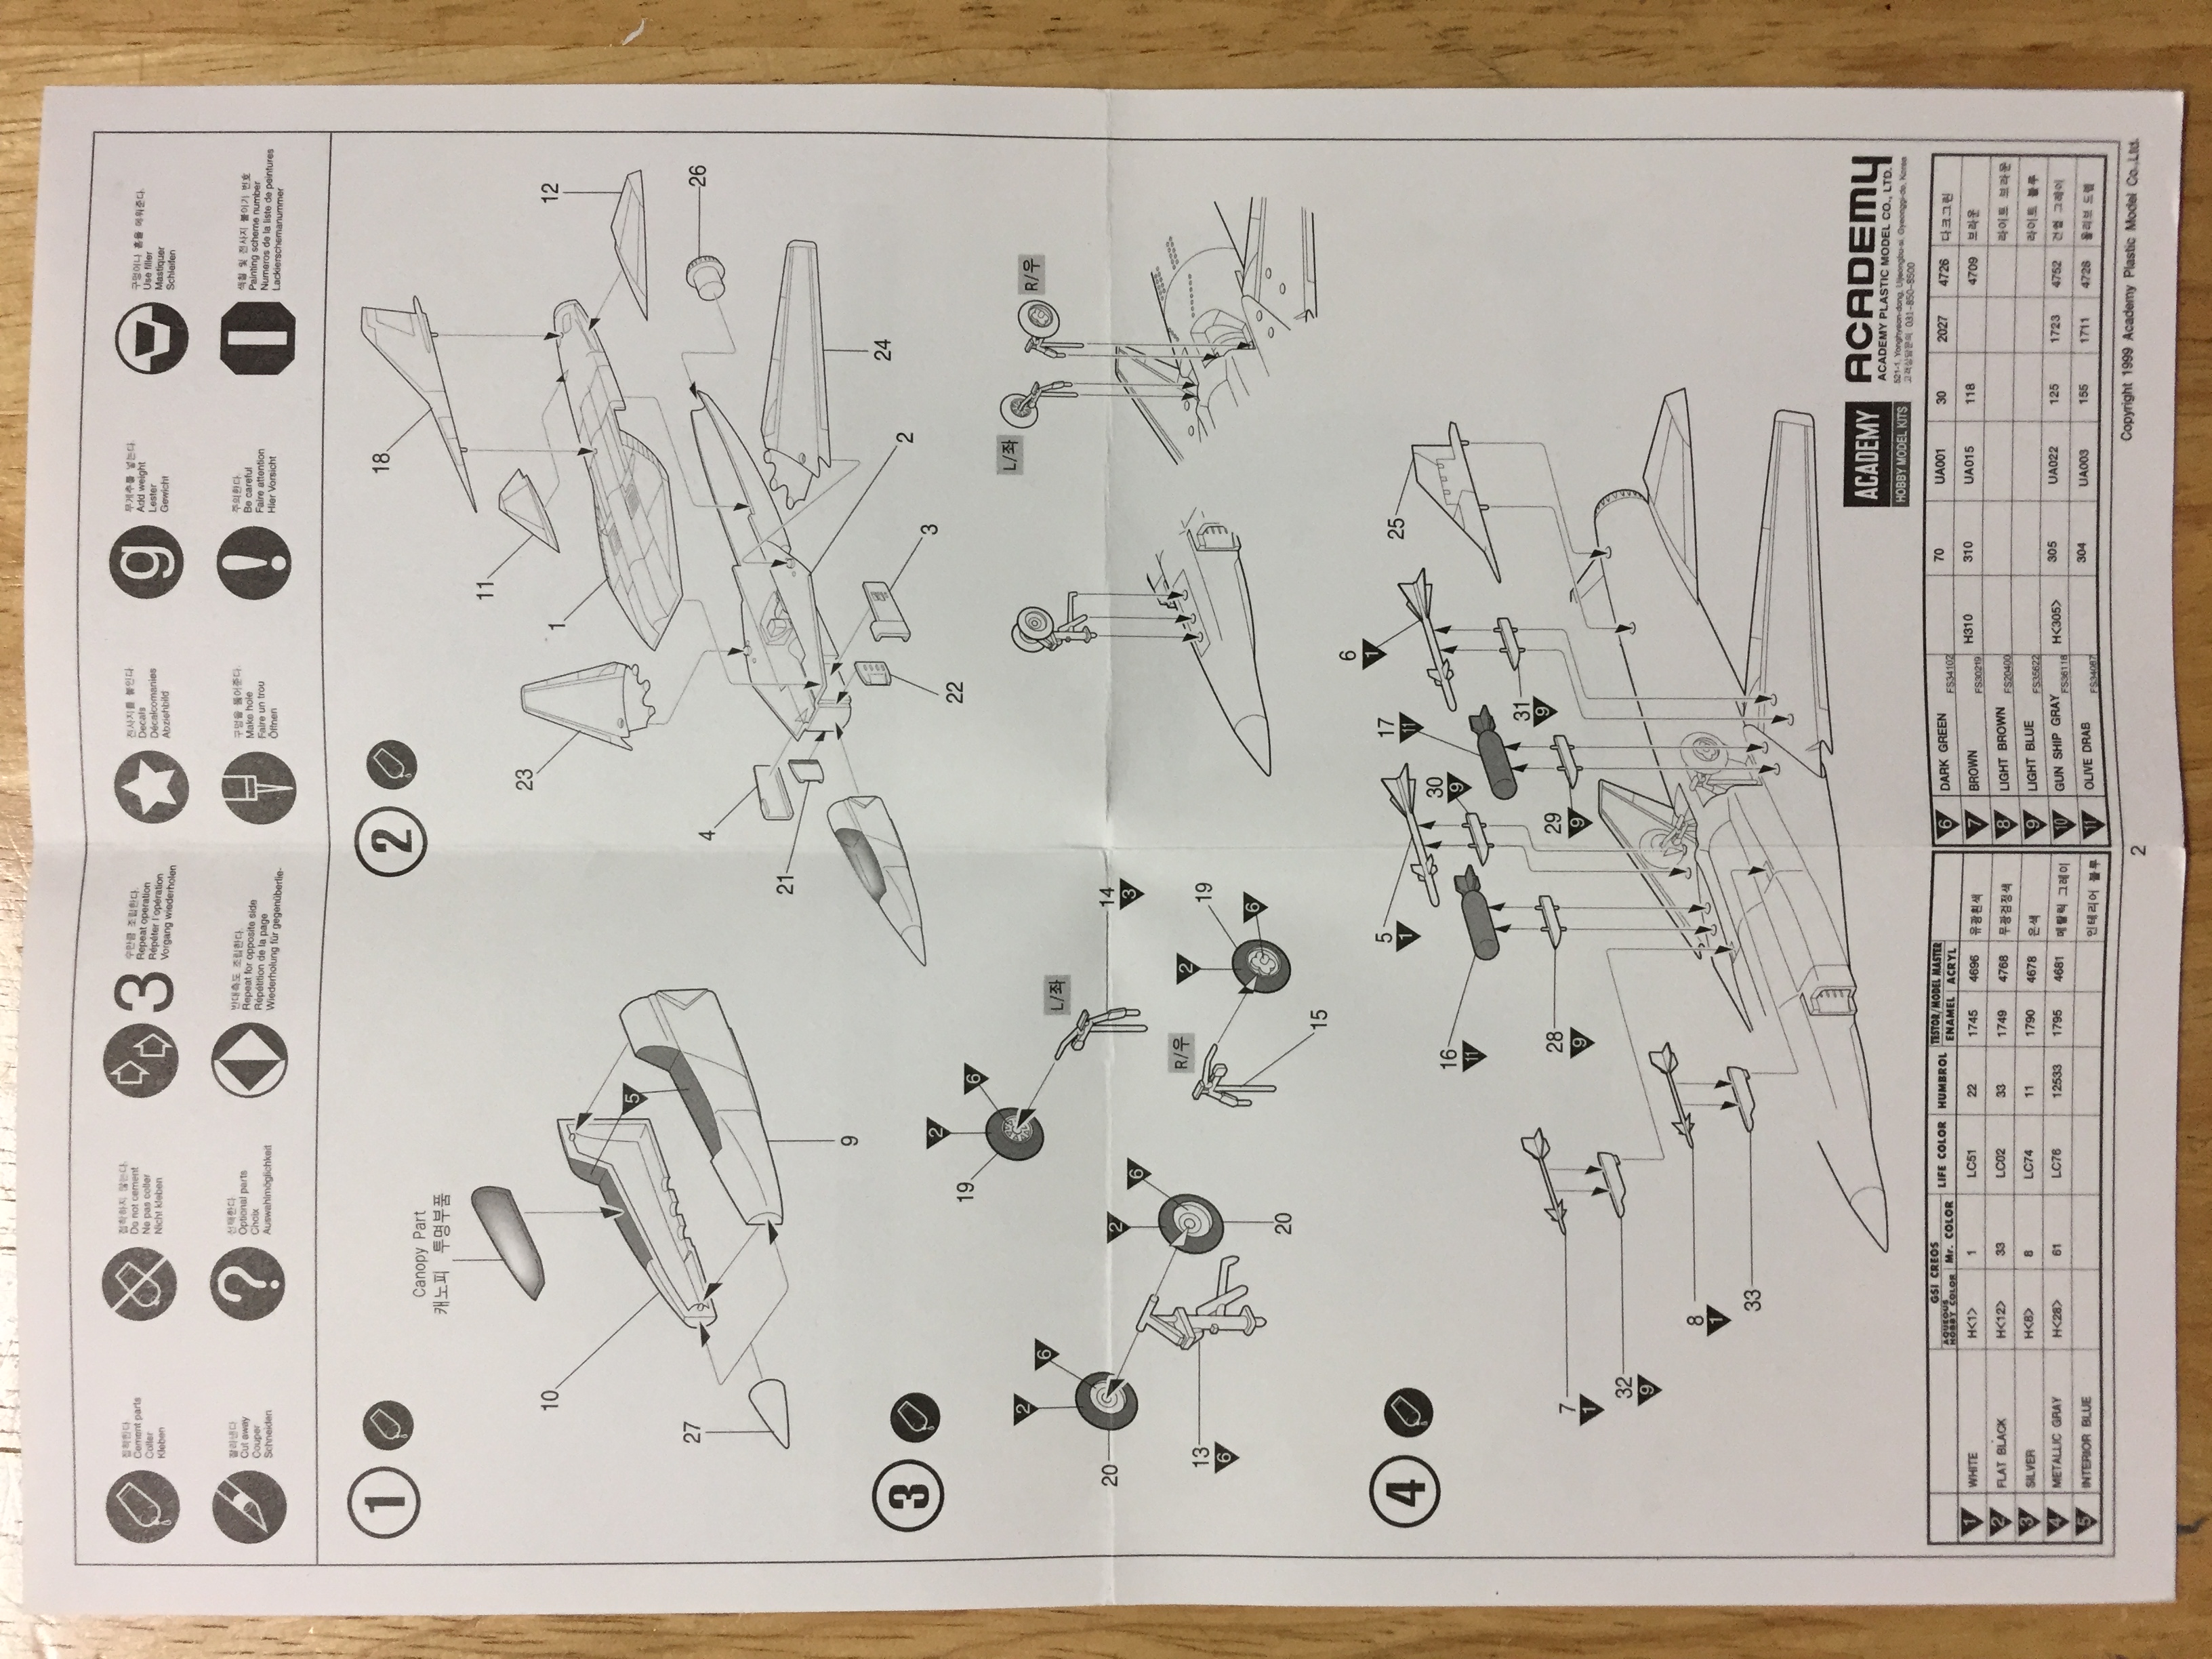 접착한다.
Cement parts
Coller
Kleben
접착하지 않는다.
Do not cement
Ne pas coller
Nicht kleben
3
수만큼 조립한다.
Repeat operation
Répéter l'opération
Vorgang wiederholen
전사지를 붙인다.
Decals
Décalcomanies
Abziehbild
g
무게추를 넣는다.
Add weight
Lester
Gewicht
구멍이나 홈을 메워준다.
Use filler
Mastiquer
Schleifen
잘라낸다.
Cut away
Couper
Schneiden
?
선택한다.
Optional parts
Choix
Auswahlmöglichkeit
반대측도 조립한다.
Repeat for opposite side
Répétition de la page
Wiederholung für gegenüberlie-
구멍을 뚫어준다.
Make hole
Faire un trou
Öffnen
!
주의한다.
Be careful
Faire attention
Hier Vorsicht
1
색칠 및 전사지 붙이기 번호
Painting scheme number
Numeros de la liste de peintures
Lackierschemanummer
1
Canopy Part
캐노피 투명부품
10
5
27
9
2
18
11
23
1
12
4
26
21
24
2
3
22
3
2
19
6
L/좌
14
3
2
6
20
2
6
13
6
20
R/우
2
19
6
15
L/좌
R/우
4
6
1
5
1
17
11
25
16
11
30
9
31
9
7
1
28
9
29
9
32
9
8
1
33
ACADEMY
HOBBY MODEL KITS
ACADEMY
ACADEMY PLASTIC MODEL CO., LTD.
521-1, Yonghyeon-dong, Uijeongbu-si, Gyeonggi-do, Korea
고객상담문의 031-850-8500
GSI CREOS LIFE COLOR HUMBROL TESTOR/MODEL MASTER
AQUEOUS HOBBY COLOR Mr. COLOR ENAMEL ACRYL
1 WHITE H<1> 1 LC51 22 1745 4696 유광흰색
2 FLAT BLACK H<12> 33 LC02 33 1749 4768 무광검정색
3 SILVER H<8> 8 LC74 11 1790 4678 은색
4 METALLIC GRAY H<28> 61 LC76 12533 1795 4681 메탈릭 그레이
5 INTERIOR BLUE 인테리어 블루
6 DARK GREEN FS34102 70 UA001 30 2027 4726 다크그린
7 BROWN FS30219 H310 310 UA015 118 4709 브라운
8 LIGHT BROWN FS20400 라이트 브라운
9 LIGHT BLUE FS35622 라이트 블루
10 GUN SHIP GRAY FS36118 H<305> 305 UA022 125 1723 4752 건쉽 그레이
11 OLIVE DRAB FS34087 304 UA003 155 1711 4728 올리브 드랩
2
Copyright 1999 Academy Plastic Model Co.,Ltd.